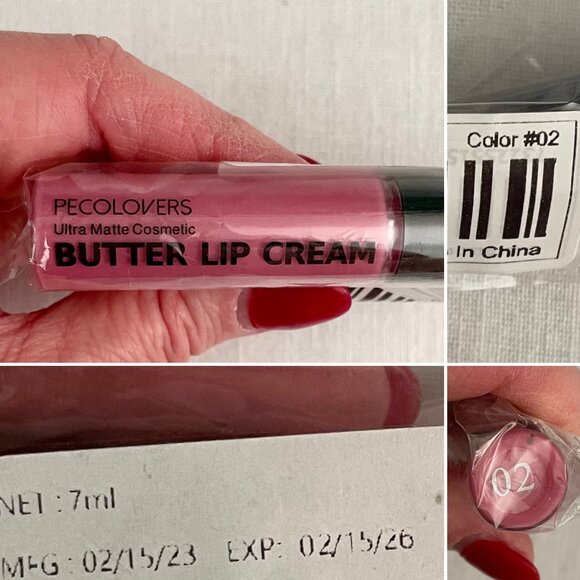 PECOLOVERS
Ultra Matte Cosmetic
BUTTER LIP CREAM
Color #02
In China
NET : 7ml
MFG : 02/15/23 EXP: 02/15/26
02